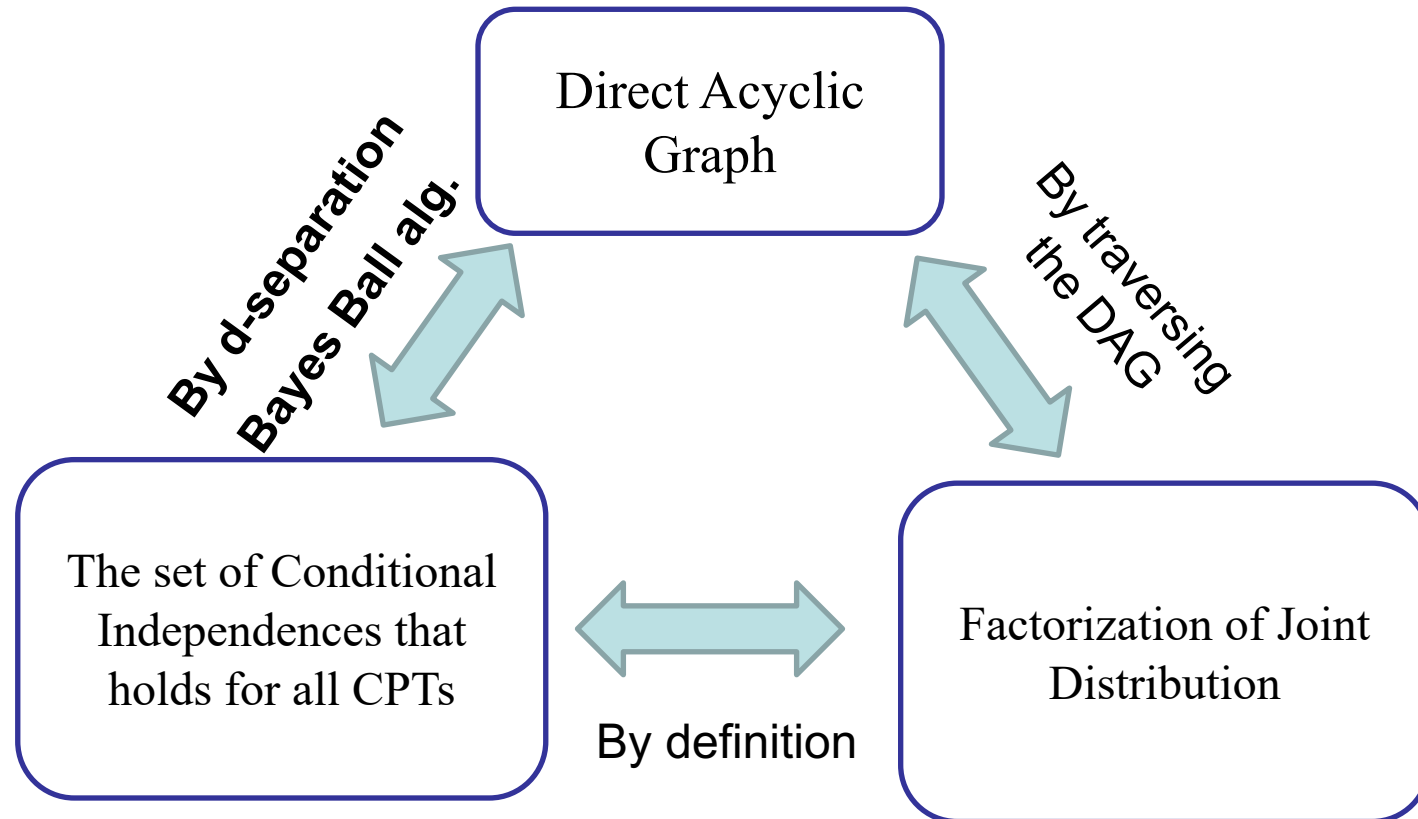 Direct Acyclic
Graph
By d-separation
Bayes Ball alg.
By traversing
the DAG
The set of Conditional
Independences that
holds for all CPTs
Factorization of Joint
Distribution
By definition